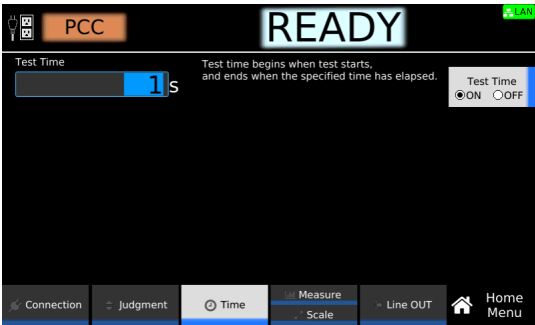 PCC
READY
LAN
Test Time
1 s
Test time begins when test starts,
and ends when the specified time has elapsed.
Test Time
ON OFF
Connection
Judgment
Time
Measure
Scale
Line OUT
Home
Menu